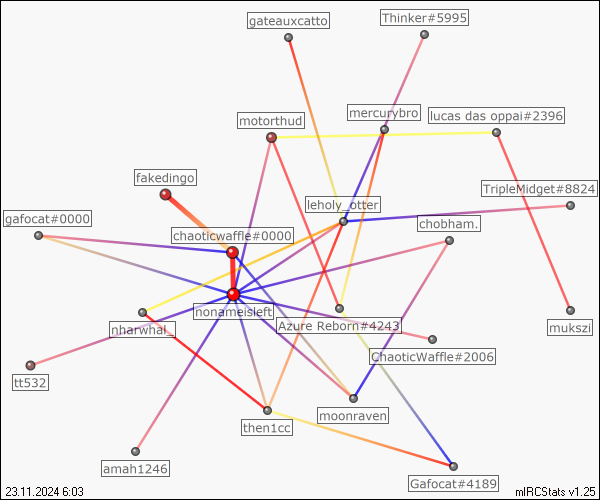 gateauxcatto
Thinker#5995
motorthud
mercurybro
lucas das oppai#2396
fakedingo
leholy_otter
TripleMidget#8824
gafocat#0000
chaoticwaffle#0000
chobham.
nonameisleft
nharwhal_
Azure Reborn#4243
mukszi
ChaoticWaffle#2006
tt532
moonraven
then1cc
amah1246
Gafocat#4189
23.11.2024 6:03
mIRCStats v1.25